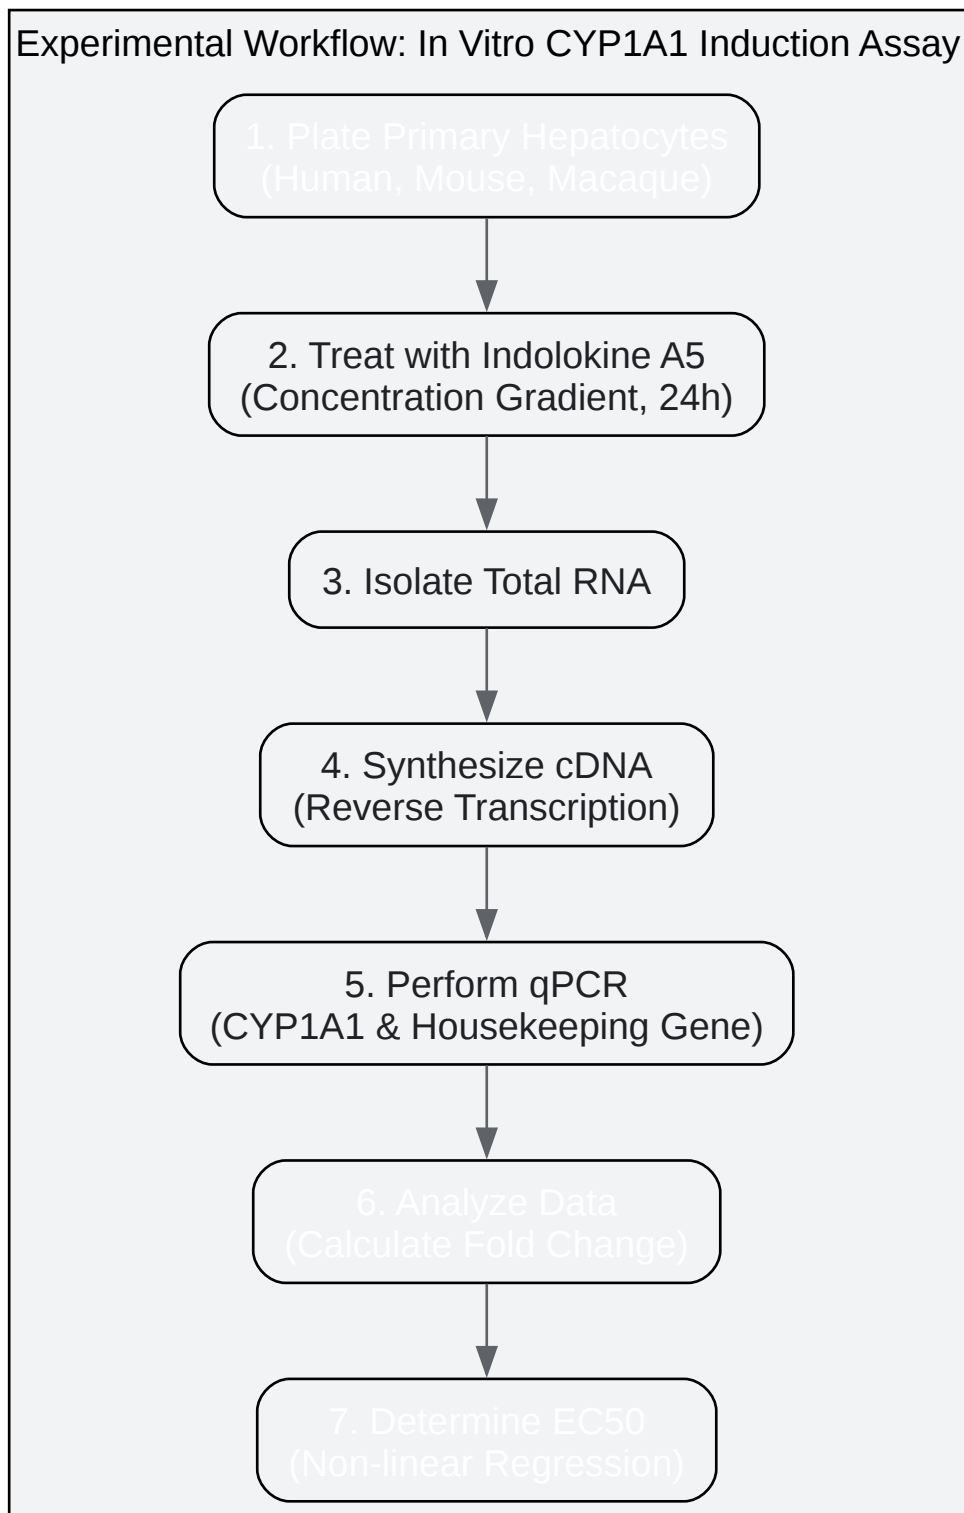 Experimental Workflow: In Vitro CYP1A1 Induction Assay
1. Plate Primary Hepatocytes
(Human, Mouse, Macaque)
2. Treat with Indolokine A5
(Concentration Gradient, 24h)
3. Isolate Total RNA
4. Synthesize cDNA
(Reverse Transcription)
5. Perform qPCR
(CYP1A1 & Housekeeping Gene)
6. Analyze Data
(Calculate Fold Change)
7. Determine EC50
(Non-linear Regression)